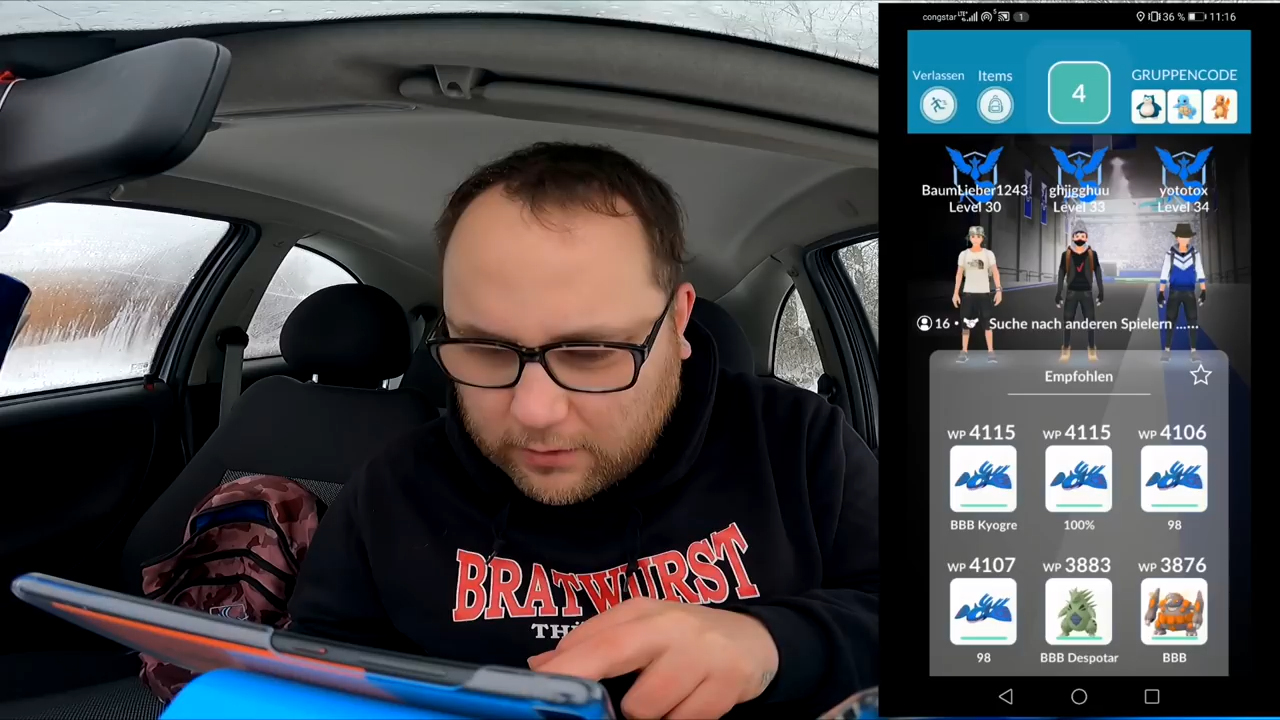 congstar 1 36 % 11:16
Verlassen Items 4 GRUPPENCODE
BaumLieber1243 ghjjgghuu yototox
Level 30 Level 33 Level 34
16 • Suche nach anderen Spielern ......
Empfohlen
WP 4115 WP 4115 WP 4106
BBB Kyogre 100% 98
WP 4107 WP 3883 WP 3876
98 BBB Despotar BBB
BRATWURST